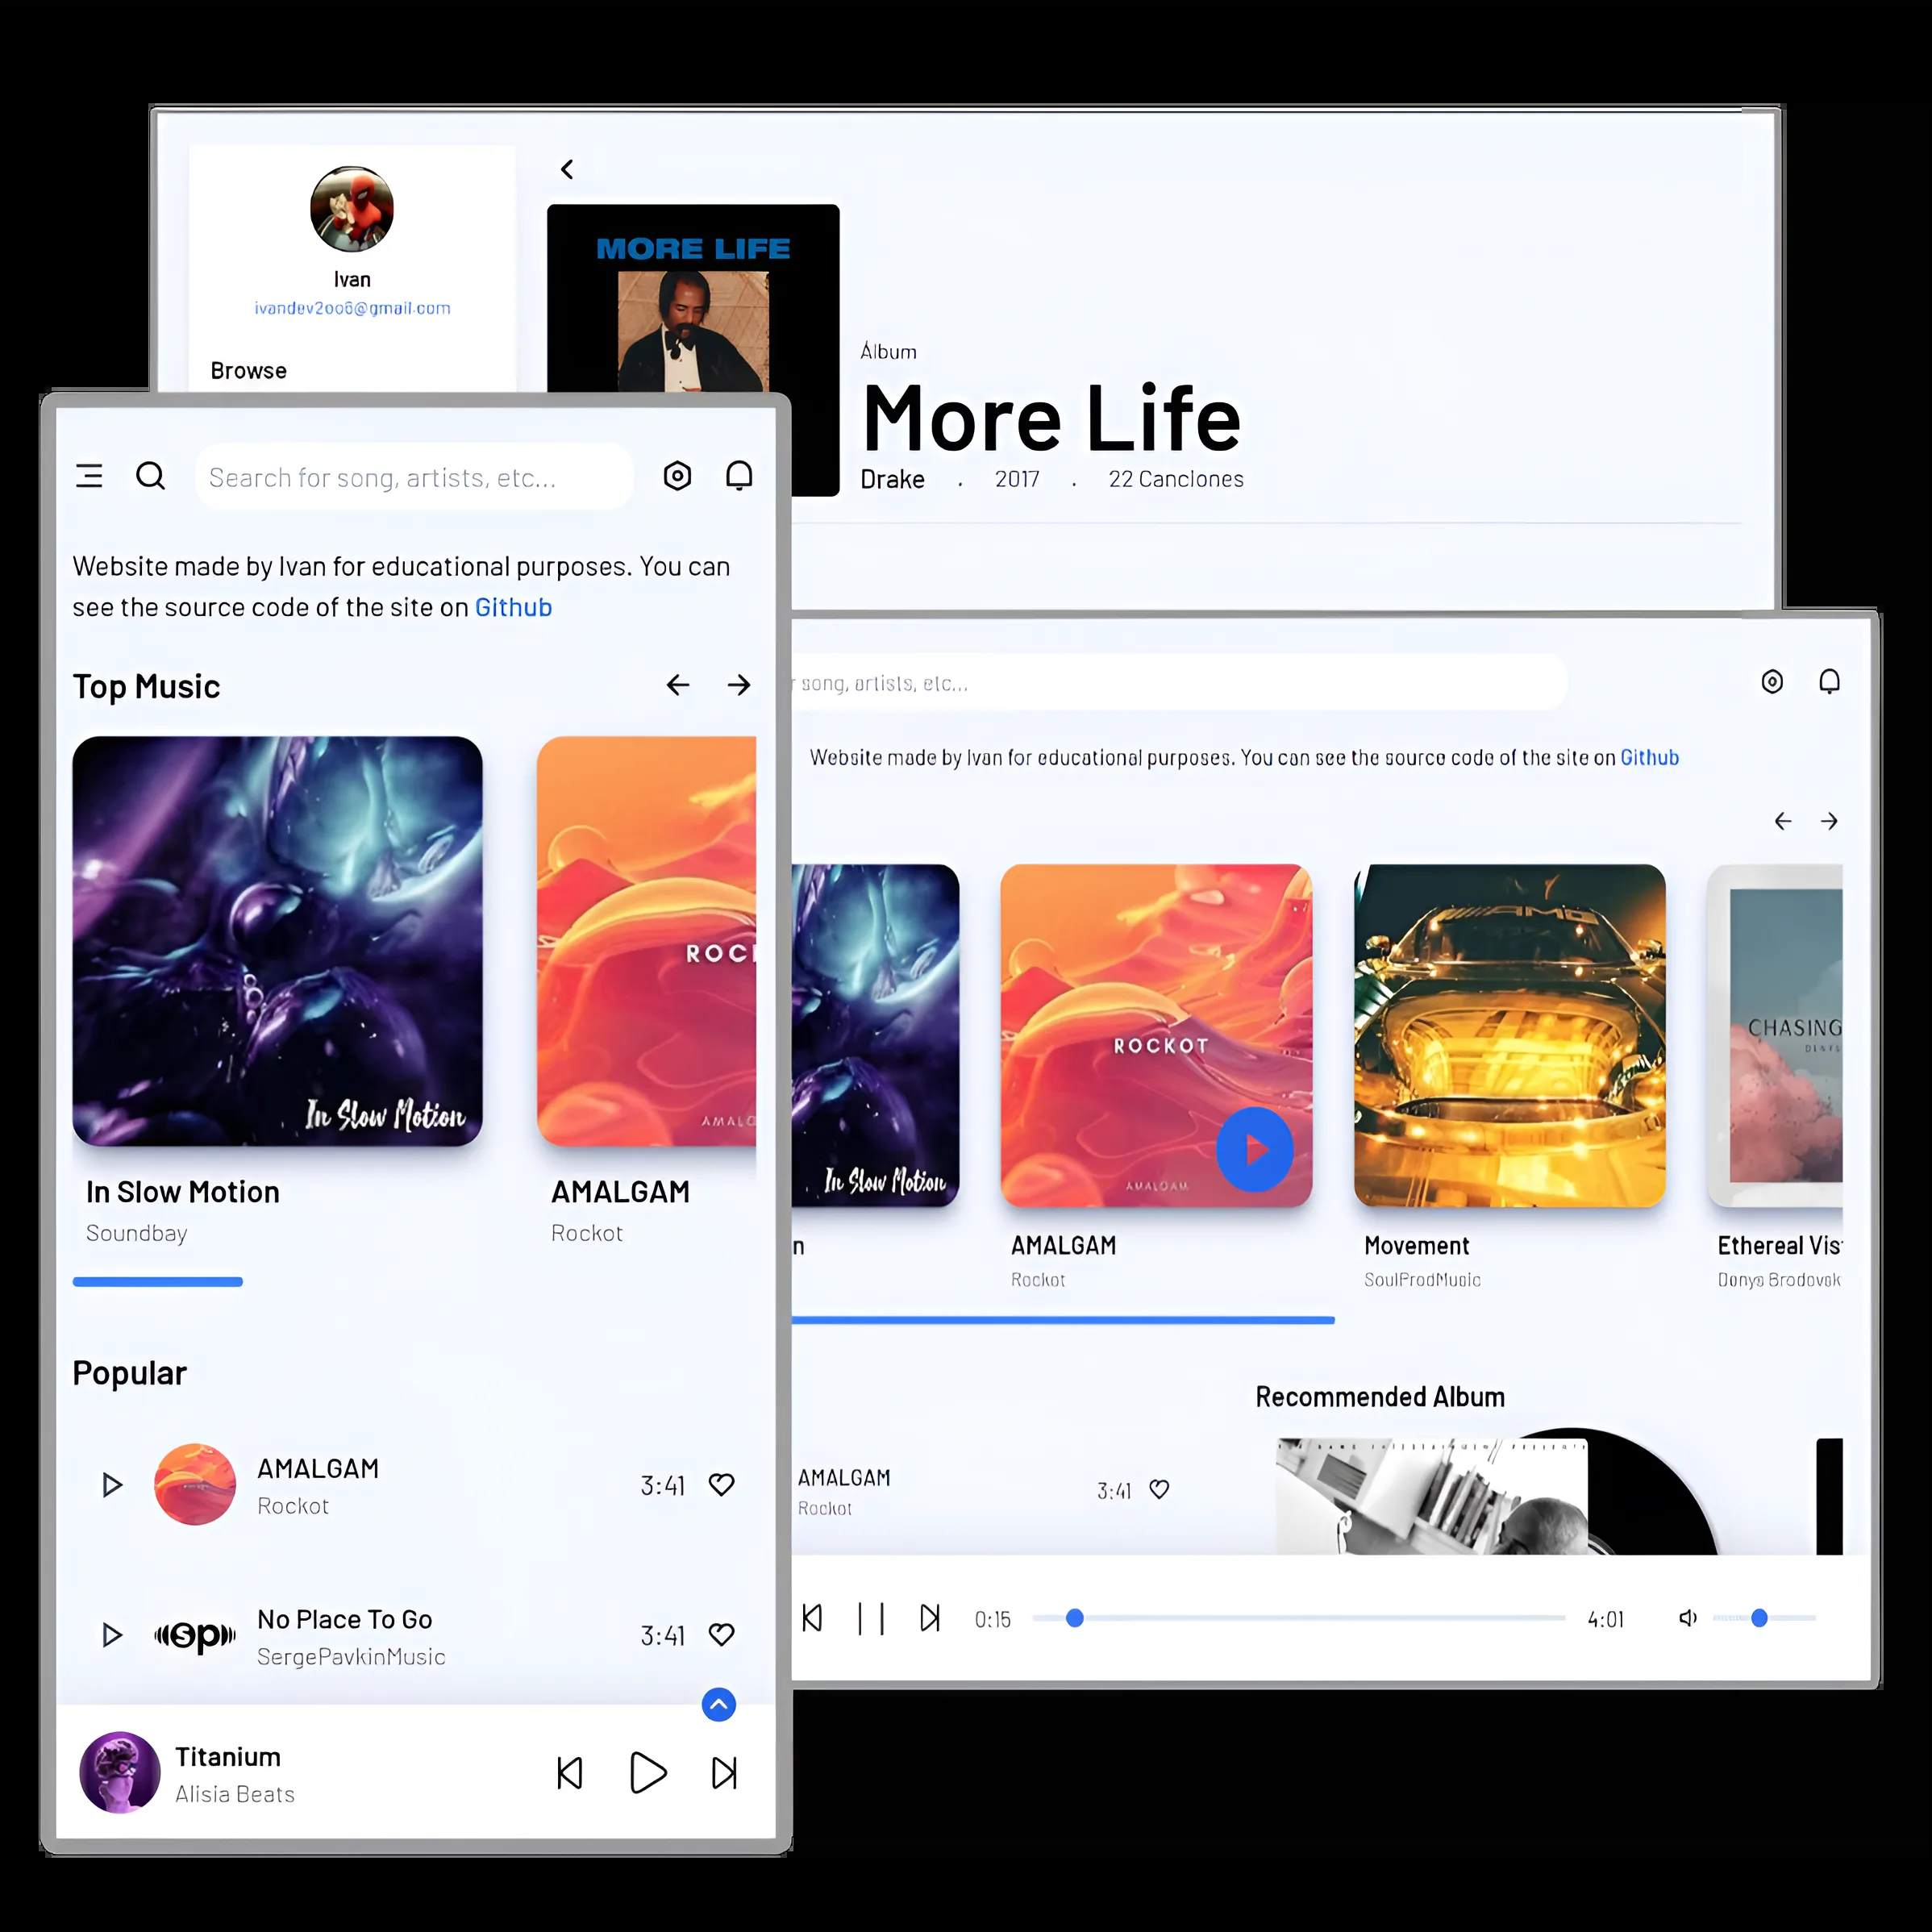 Ivan
ivandev2006@gmail.com
Browse
MORE LIFE
Álbum
More Life
Drake . 2017 . 22 Canciones
Search for song, artists, etc...
Website made by Ivan for educational purposes. You can
see the source code of the site on Github
Top Music
ROC
AMALG
In Slow Motion
In Slow Motion
Soundbay
AMALGAM
Rockot
Popular
AMALGAM
Rockot
3:41
sp
No Place To Go
SergePavkinMusic
3:41
Titanium
Alisia Beats
song, artists, etc...
Website made by Ivan for educational purposes. You can see the source code of the site on Github
In Slow Motion
n
ROCKOT
AMALGAM
AMALGAM
Rockot
AMG
Movement
SoulProdMusic
CHASING
Ethereal Vis
Denys Brodovsk
Recommended Album
AMALGAM
Rockot
3:41
0:15
4:01